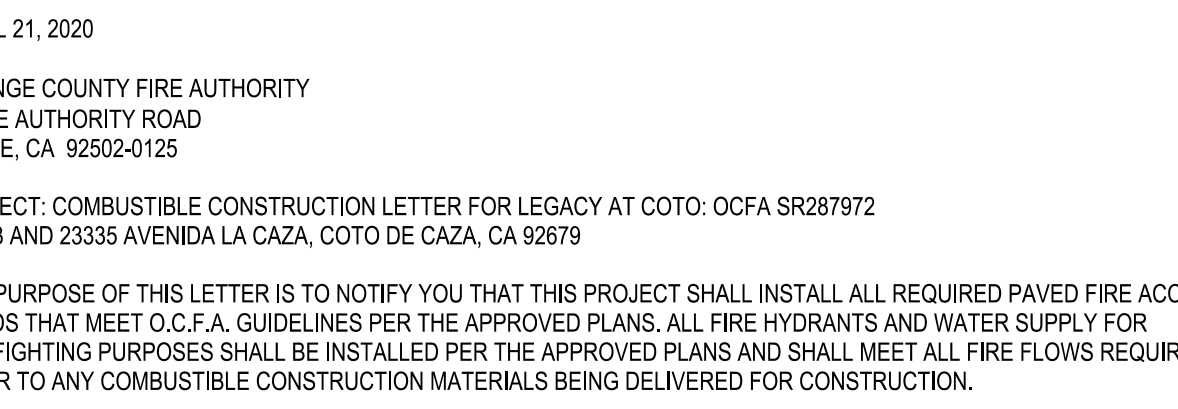 L 21, 2020
NGE COUNTY FIRE AUTHORITY
E AUTHORITY ROAD
E, CA 92502-0125
ECT: COMBUSTIBLE CONSTRUCTION LETTER FOR LEGACY AT COTO: OCFA SR287972
3 AND 23335 AVENIDA LA CAZA, COTO DE CAZA, CA 92679
PURPOSE OF THIS LETTER IS TO NOTIFY YOU THAT THIS PROJECT SHALL INSTALL ALL REQUIRED PAVED FIRE ACC
DS THAT MEET O.C.F.A. GUIDELINES PER THE APPROVED PLANS. ALL FIRE HYDRANTS AND WATER SUPPLY FOR
FIGHTING PURPOSES SHALL BE INSTALLED PER THE APPROVED PLANS AND SHALL MEET ALL FIRE FLOWS REQUIR
R TO ANY COMBUSTIBLE CONSTRUCTION MATERIALS BEING DELIVERED FOR CONSTRUCTION.